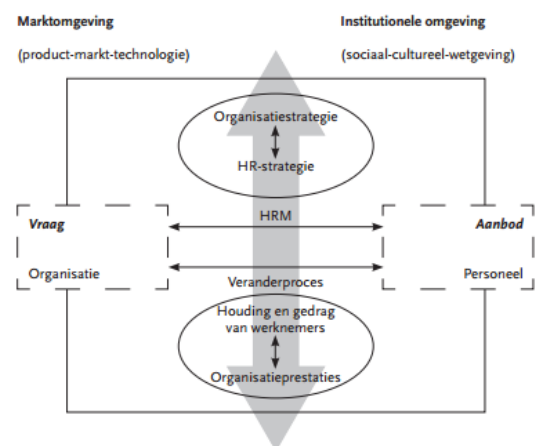 Marktomgeving
Institutionele omgeving
(product-markt-technologie)
(sociaal-cultureel-wetgeving)
Organisatiestrategie
HR-strategie
Vraag
HRM
Aanbod
Organisatie
Personeel
Veranderproces
Houding en gedrag
van werknemers
Organisatieprestaties